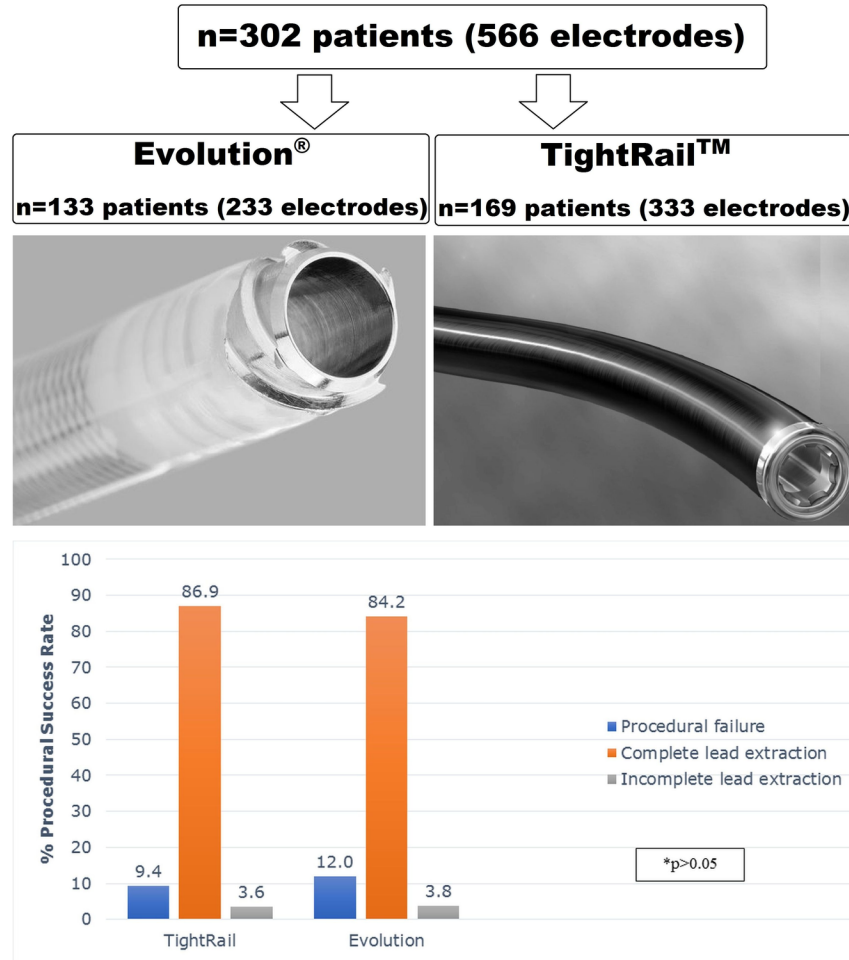 n=302 patients (566 electrodes)
Evolution®
n=133 patients (233 electrodes)
TightRail™
n=169 patients (333 electrodes)
% Procedural Success Rate
100
90
80
70
60
50
40
30
20
10
0
9.4
86.9
3.6
12.0
84.2
3.8
TightRail
Evolution
Procedural failure
Complete lead extraction
Incomplete lead extraction
*p>0.05